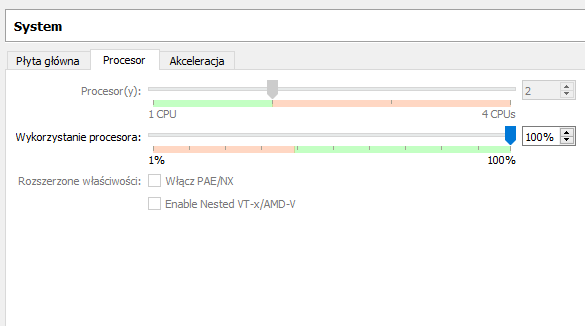 System
Płyta główna Procesor Akceleracja
Procesor(y): 2
1 CPU 4 CPUs
Wykorzystanie procesora: 100%
1% 100%
Rozszerzone właściwości: Włącz PAE/NX
Enable Nested VT-x/AMD-V